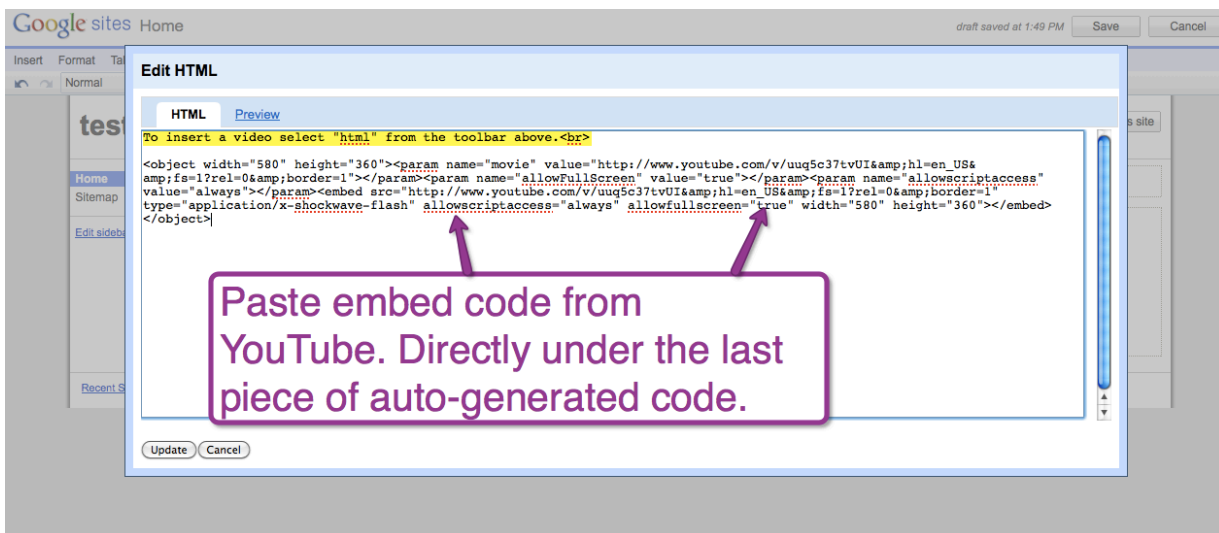 Google sites Home
draft saved at 1:49 PM Save Cancel
Insert Format Tal
Normal
test
s site
Home
Sitemap
Edit sideba
Recent S
Edit HTML
HTML Preview
To insert a video select "html" from the toolbar above.<br>
<object width="580" height="360"><param name="movie" value="http://www.youtube.com/v/uuq5c37tvUI&amp;hl=en_US&
amp;fs=1?rel=0&amp;border=1"></param><param name="allowFullScreen" value="true"></param><param name="allowscriptaccess"
value="always"></param><embed src="http://www.youtube.com/v/uuq5c37tvUI&amp;hl=en_US&amp;fs=1?rel=0&amp;border=1"
type="application/x-shockwave-flash" allowscriptaccess="always" allowfullscreen="true" width="580" height="360"></embed>
</object>
Paste embed code from
YouTube. Directly under the last
piece of auto-generated code.
Update Cancel